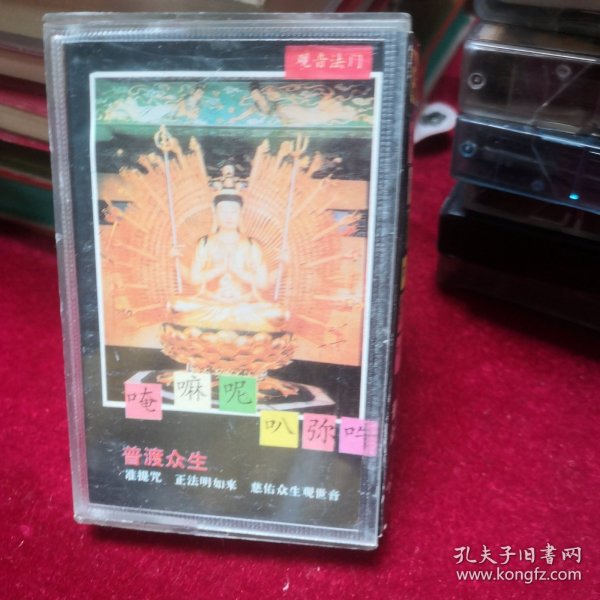 观音法门
唵嘛呢叭弥吽
普渡众生
准提咒 正法明如来 慈佑众生观世音
孔夫子旧书网
www.kongfz.com